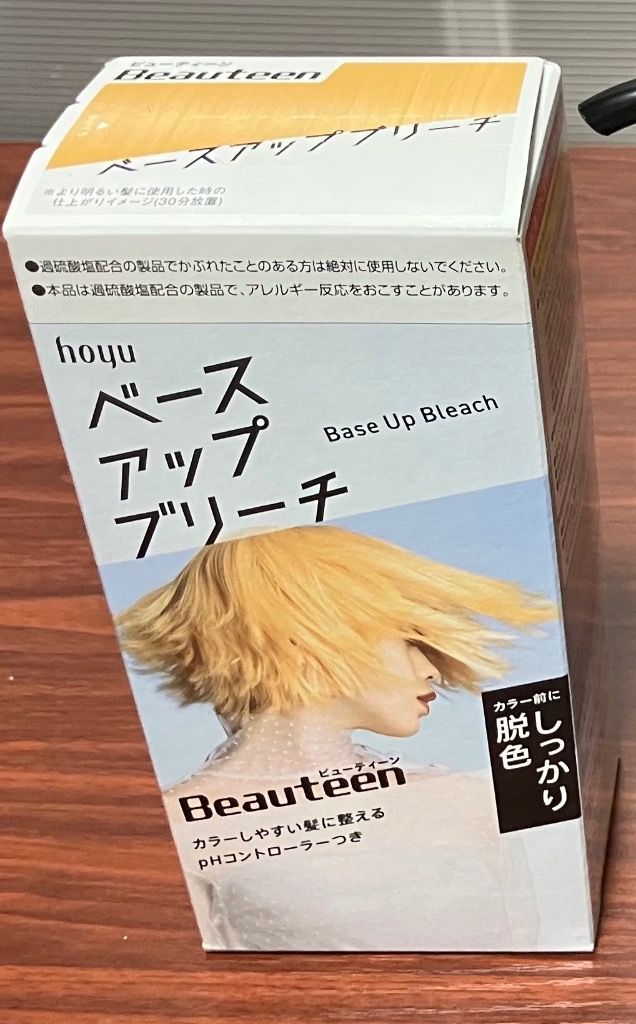 ビューティーン
Beauteen
ベースアップブリーチ
※より明るい髪に使用した時の
仕上がりイメージ(30分放置)
●過硫酸塩配合の製品でかぶれたことのある方は絶対に使用しないでください。
●本品は過硫酸塩配合の製品で、アレルギー反応をおこすことがあります。
hoyu
ベース
アップ
ブリーチ
Base Up Bleach
カラー前に
しっかり
脱色
ビューティーン
Beauteen
カラーしやすい髪に整える
pHコントローラーつき